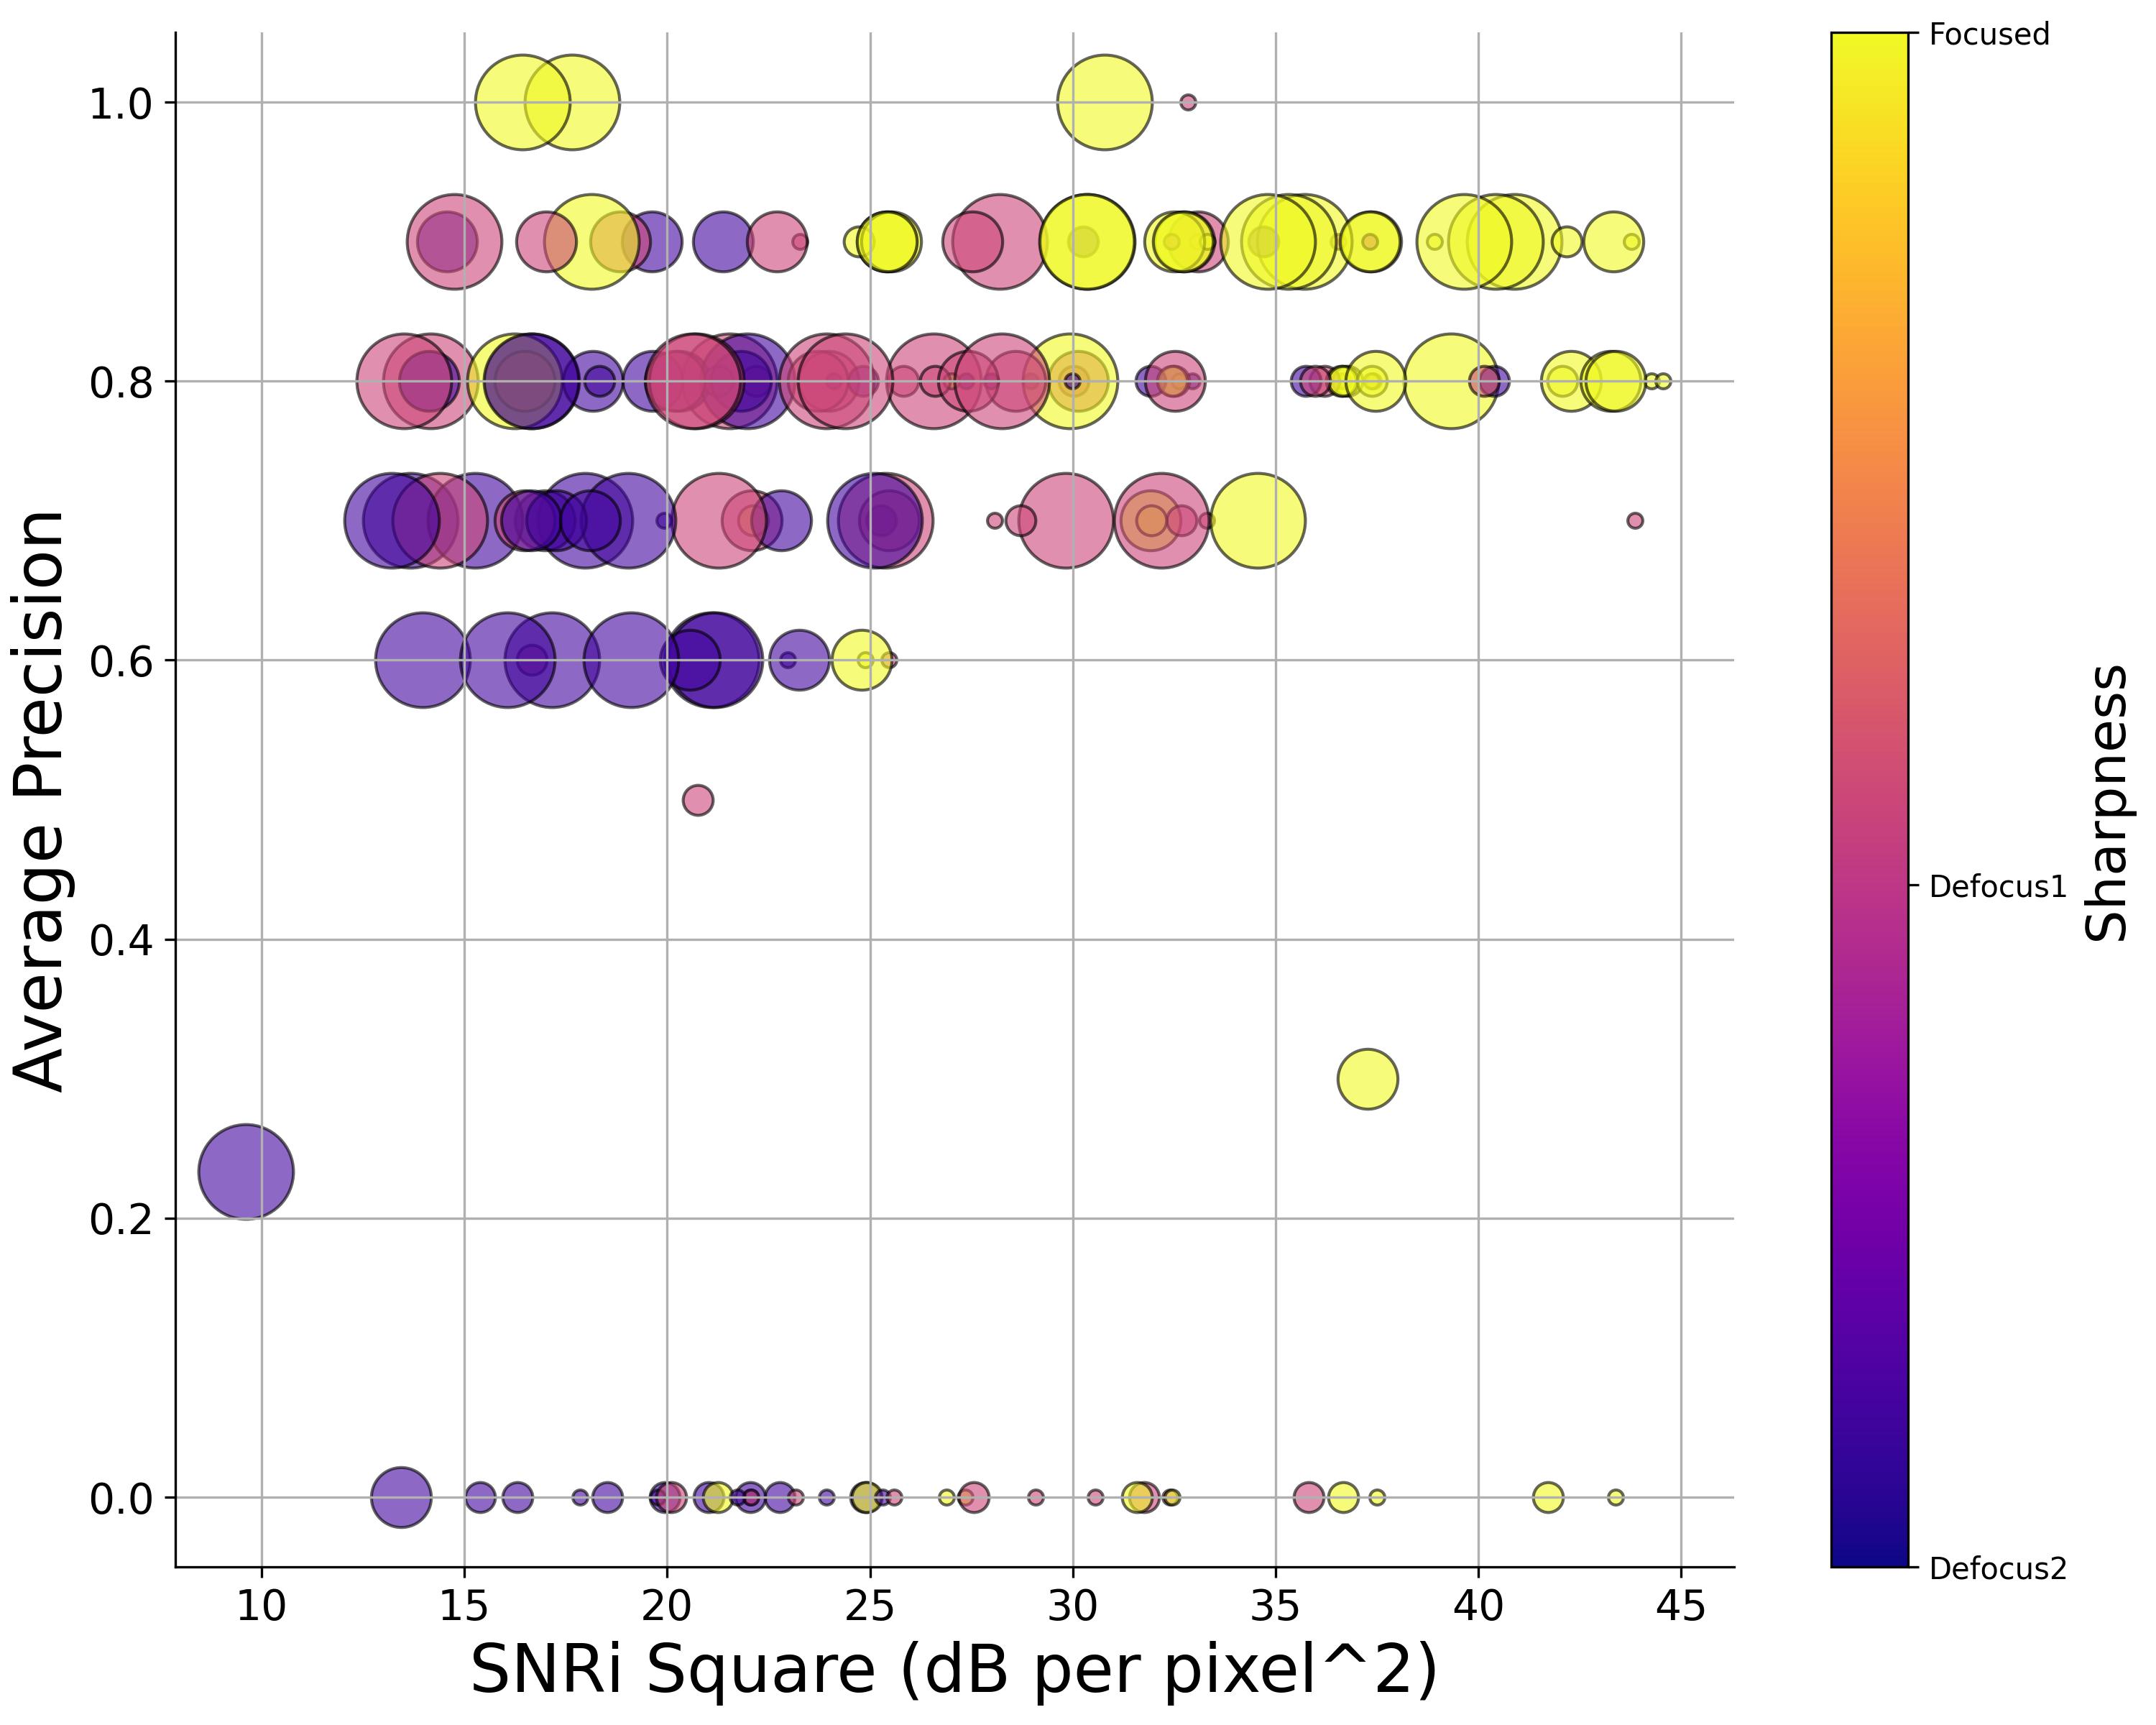 Focused
1.0
0.8
0.6
Average Precision
Defocus1
Sharpness
0.4
0.2
0.0
Defocus2
10 15 20 25 30 35 40 45
SNRi Square (dB per pixel^2)